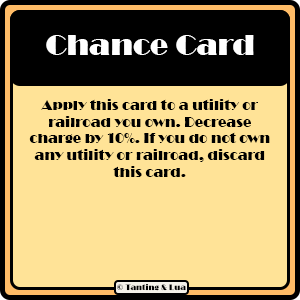 Chance Card
Apply this card to a utility or
railroad you own. Decrease
charge by 10%. If you do not own
any utility or railroad, discard
this card.
© Tanting & Lua